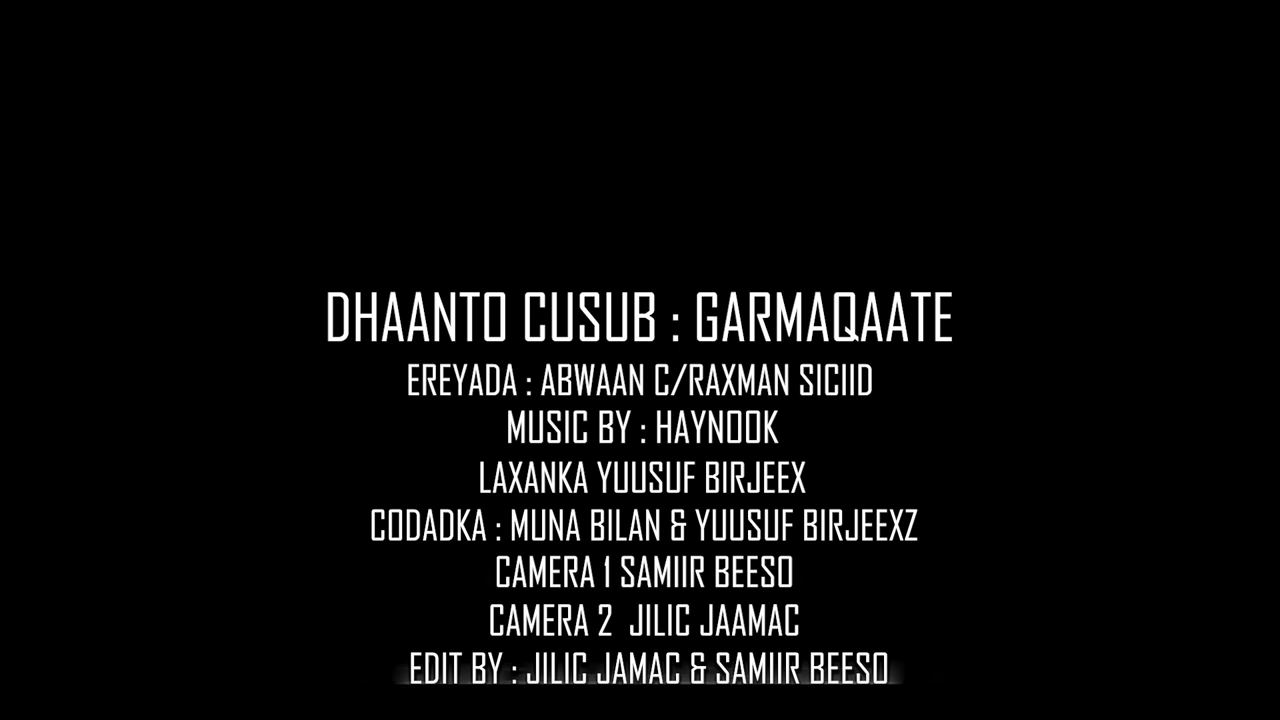 DHAANTO CUSUB : GARMAQAATE
EREYADA : ABWAAN C/RAXMAN SICIID
MUSIC BY : HAYNOOK
LAXANKA YUUSUF BIRJEEX
CODADKA : MUNA BILAN & YUUSUF BIRJEEXZ
CAMERA 1 SAMIIR BEESO
CAMERA 2 JILIC JAAMAC
EDIT BY : JILIC JAMAC & SAMIIR BEESO